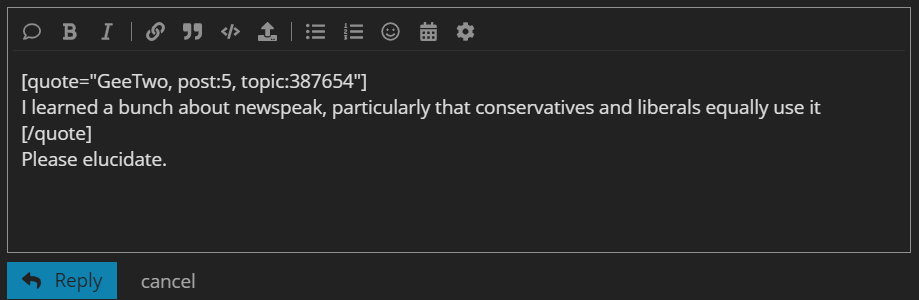 [quote="GeeTwo, post:5, topic:387654"]
I learned a bunch about newspeak, particularly that conservatives and liberals equally use it
[/quote]
Please elucidate.
Reply
cancel